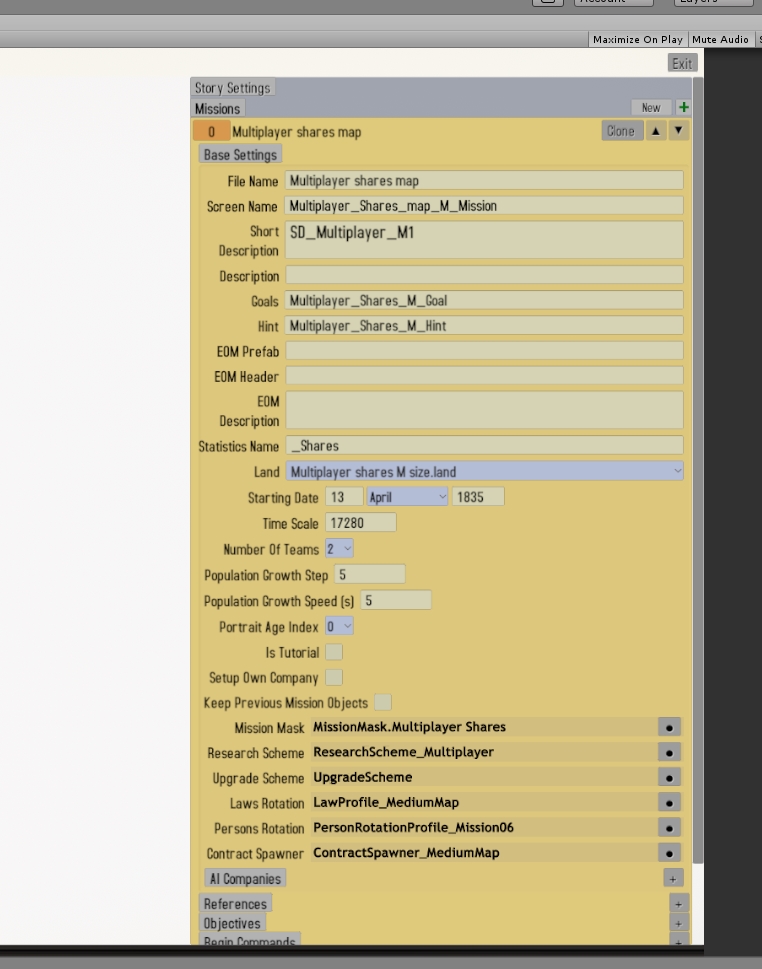 Account
Layers
Maximize On Play Mute Audio
Exit
Story Settings
Missions New +
0 Multiplayer shares map Clone ▲ ▼
Base Settings
File Name Multiplayer shares map
Screen Name Multiplayer_Shares_map_M_Mission
Short SD_Multiplayer_M1
Description
Description
Goals Multiplayer_Shares_M_Goal
Hint Multiplayer_Shares_M_Hint
EOM Prefab
EOM Header
EOM
Description
Statistics Name _Shares
Land Multiplayer shares M size.land
Starting Date 13 April 1835
Time Scale 17280
Number Of Teams 2
Population Growth Step 5
Population Growth Speed (s) 5
Portrait Age Index 0
Is Tutorial
Setup Own Company
Keep Previous Mission Objects
Mission Mask MissionMask.Multiplayer Shares
Research Scheme ResearchScheme_Multiplayer
Upgrade Scheme UpgradeScheme
Laws Rotation LawProfile_MediumMap
Persons Rotation PersonRotationProfile_Mission06
Contract Spawner ContractSpawner_MediumMap
AI Companies +
References +
Objectives +
Begin Commands +